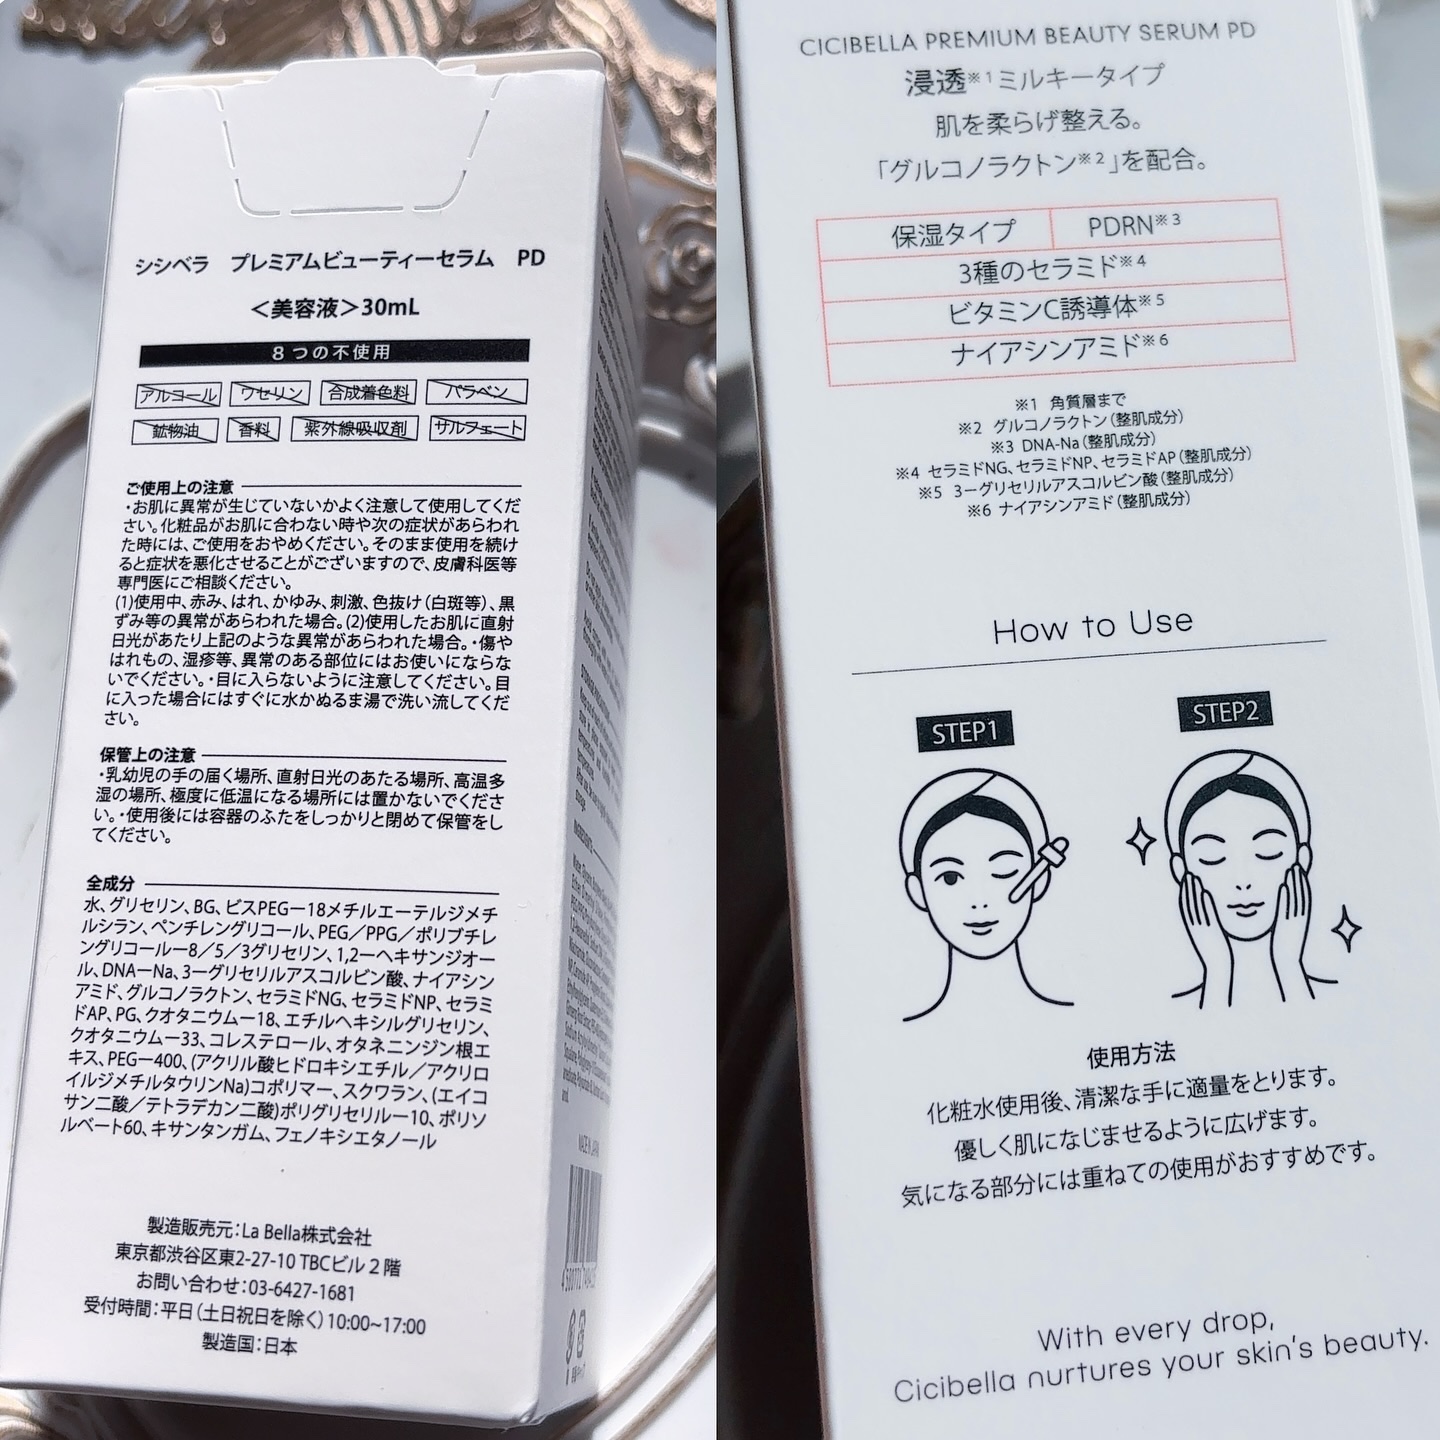 シシベラ プレミアムビューティーセラム PD
＜美容液＞30mL
8つの不使用
アルコール ワセリン 合成着色料 パラベン
鉱物油 香料 紫外線吸収剤 サルフェート
ご使用上の注意
・お肌に異常が生じていないかよく注意して使用してくだ
さい。化粧品がお肌に合わない時や次の症状があらわれ
た時には、ご使用をおやめください。そのまま使用を続け
ると症状を悪化させることがございますので、皮膚科医等
専門医にご相談ください。
(1)使用中、赤み、はれ、かゆみ、刺激、色抜け（白斑等）、黒
ずみ等の異常があらわれた場合。(2)使用したお肌に直射
日光があたり上記のような異常があらわれた場合。・傷や
はれもの、湿疹等、異常のある部位にはお使いにならな
いでください。・目に入らないように注意してください。目
に入った場合にはすぐに水かぬるま湯で洗い流してくだ
さい。
保管上の注意
・乳幼児の手の届く場所、直射日光のあたる場所、高温多
湿の場所、極度に低温になる場所には置かないでくださ
い。・使用後には容器のふたをしっかりと閉めて保管をし
てください。
全成分
水、グリセリン、BG、ビスPEGー18メチルエーテルジメチ
ルシラン、ペンチレングリコール、PEG／PPG／ポリブチレ
ングリコールー8／5／3グリセリン、1,2ーヘキサンジオー
ル、DNAーNa、3ーグリセリルアスコルビン酸、ナイアシン
アミド、グルコノラクトン、セラミドNG、セラミドNP、セラミ
ドAP、PG、クオタニウムー18、エチルヘキシルグリセリン、
クオタニウムー33、コレステロール、オタネニンジン根エ
キス、PEGー400、(アクリル酸ヒドロキシエチル／アクリロ
イルジメチルタウリンNa)コポリマー、スクワラン、(エイコ
サン二酸／テトラデカン二酸)ポリグリセリルー10、ポリソ
ルベート60、キサンタンガム、フェノキシエタノール
製造販売元：La Bella株式会社
東京都渋谷区東2-27-10 TBCビル 2 階
お問い合わせ：03-6427-1681
受付時間：平日（土日祝日を除く）10:00~17:00
製造国：日本
MADE IN JAPAN
CICIBELLA PREMIUM BEAUTY SERUM PD
浸透※1ミルキータイプ
肌を柔らげ整える。
「グルコノラクトン※2」を配合。
保湿タイプ PDRN※3
3種のセラミド※4
ビタミンC誘導体※5
ナイアシンアミド※6
※1 角質層まで
※2 グルコノラクトン（整肌成分）
※3 DNA-Na（整肌成分）
※4 セラミドNG、セラミドNP、セラミドAP（整肌成分）
※5 3ーグリセリルアスコルビン酸（整肌成分）
※6 ナイアシンアミド（整肌成分）
How to Use
STEP1 STEP2
使用方法
化粧水使用後、清潔な手に適量をとります。
優しく肌になじませるように広げます。
気になる部分には重ねての使用がおすすめです。
With every drop,
Cicibella nurtures your skin's beauty.